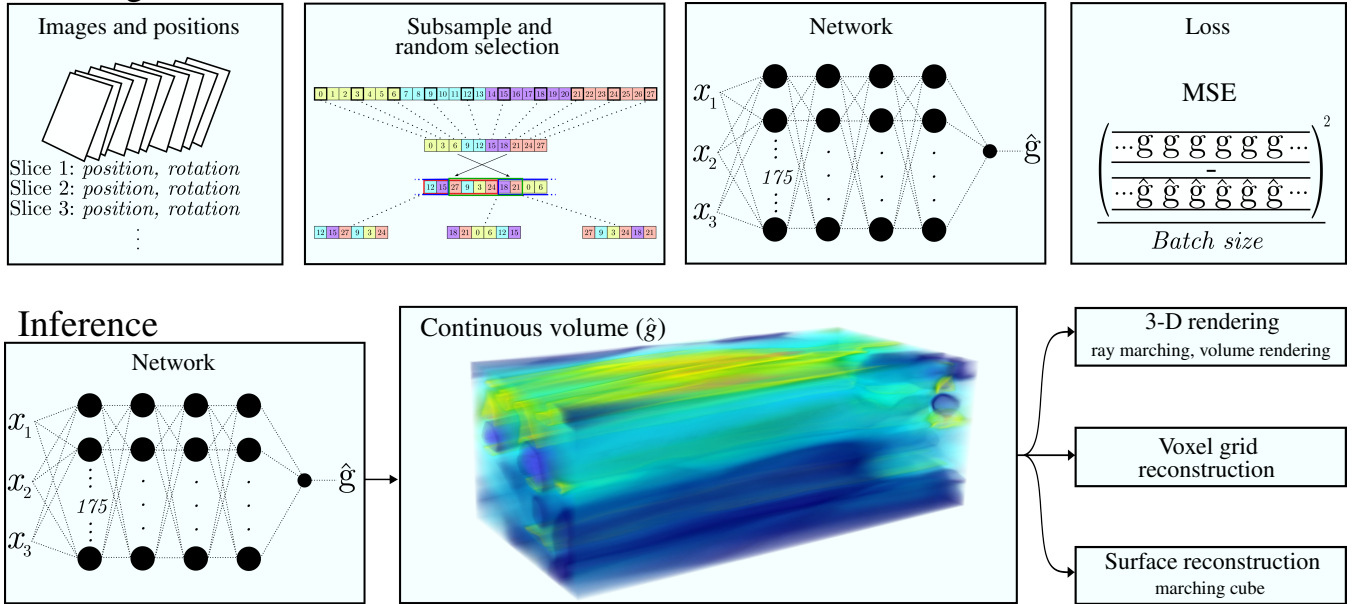 Images and positions
Slice 1: position, rotation
Slice 2: position, rotation
Slice 3: position, rotation
Subsample and
random selection
0 1 2 3 4 5 6 7 8 9 10 11 12 13 14 15 16 17 18 19 20 21 22 23 24 25 26 27
0 3 6 9 12 15 18 21 24 27
12 15 27 9 3 24 18 21 0 6
12 15 27 9 3 24
18 21 0 6 12 15
27 9 3 24 18 21
Network
x1
x2
x3
175
ĝ
Loss
MSE
( ...g g g g g g... )2
-
...ĝ ĝ ĝ ĝ ĝ ĝ...
Batch size
Inference
Network
x1
x2
x3
175
ĝ
Continuous volume (ĝ)
3-D rendering
ray marching, volume rendering
Voxel grid
reconstruction
Surface reconstruction
marching cube